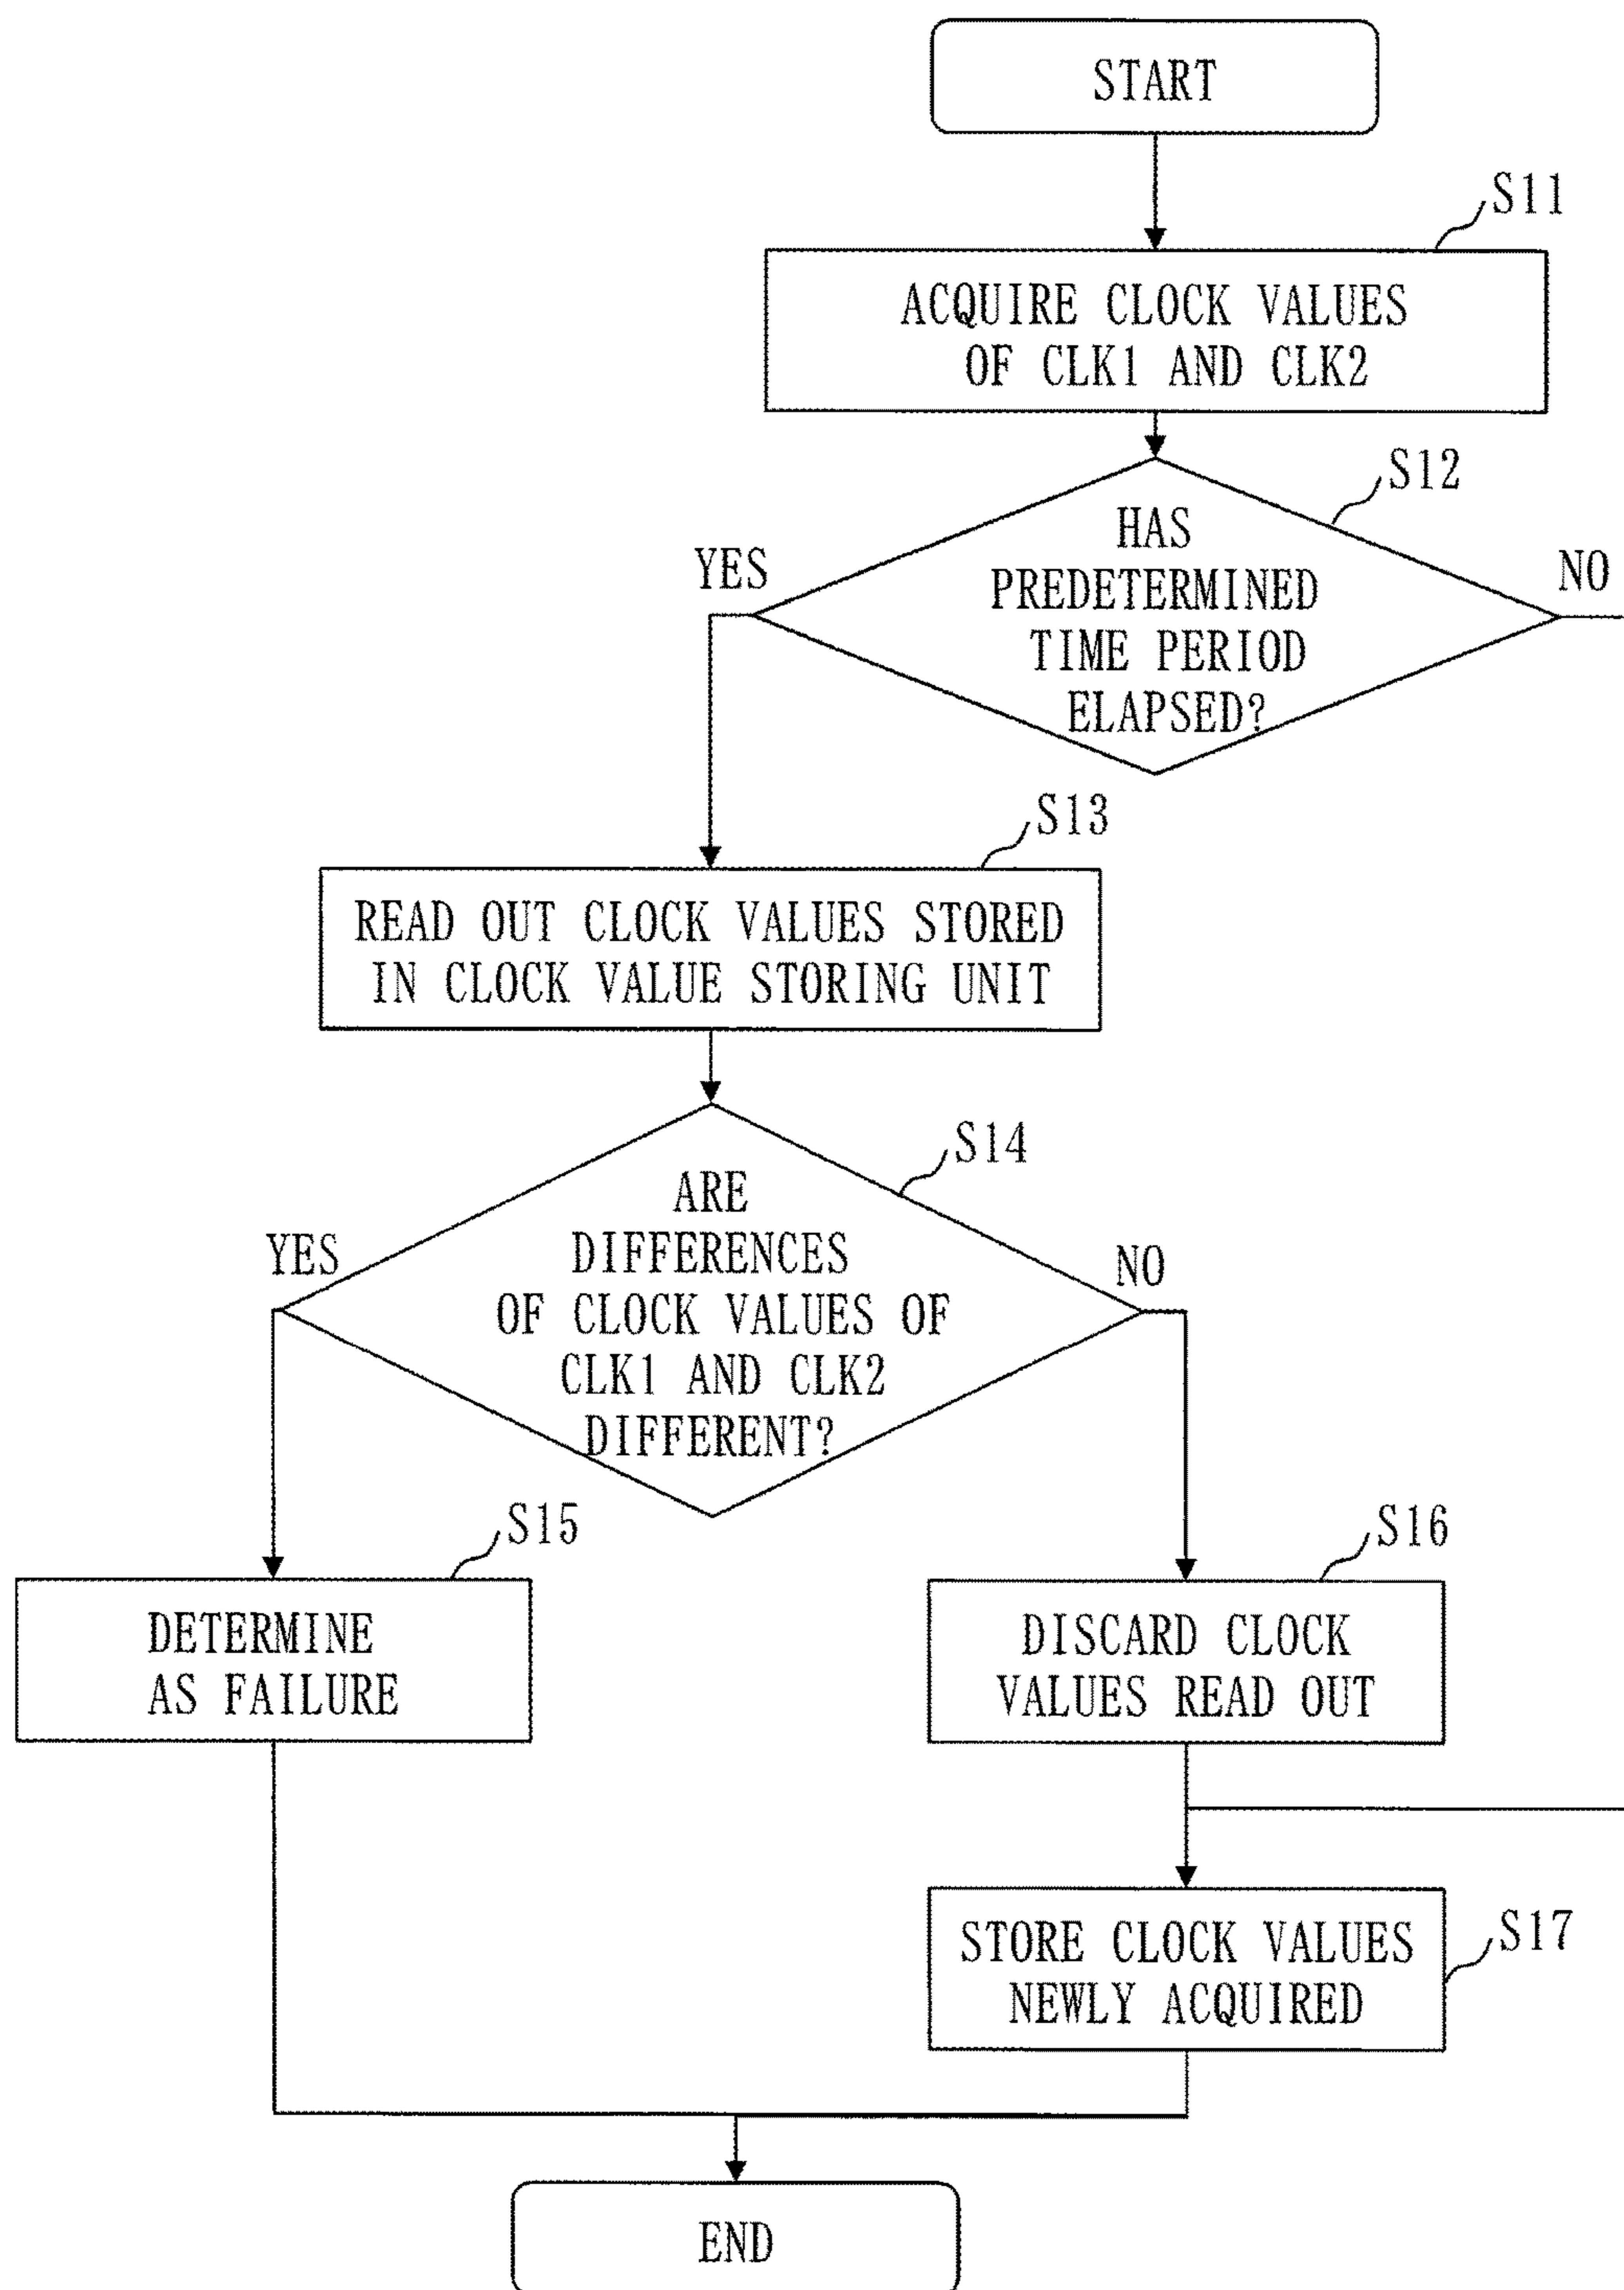 START
S11
ACQUIRE CLOCK VALUES
OF CLK1 AND CLK2
S12
HAS
PREDETERMINED
TIME PERIOD
ELAPSED?
YES
NO
S13
READ OUT CLOCK VALUES STORED
IN CLOCK VALUE STORING UNIT
S14
ARE
DIFFERENCES
OF CLOCK VALUES OF
CLK1 AND CLK2
DIFFERENT?
YES
NO
S15
DETERMINE
AS FAILURE
S16
DISCARD CLOCK
VALUES READ OUT
S17
STORE CLOCK VALUES
NEWLY ACQUIRED
END